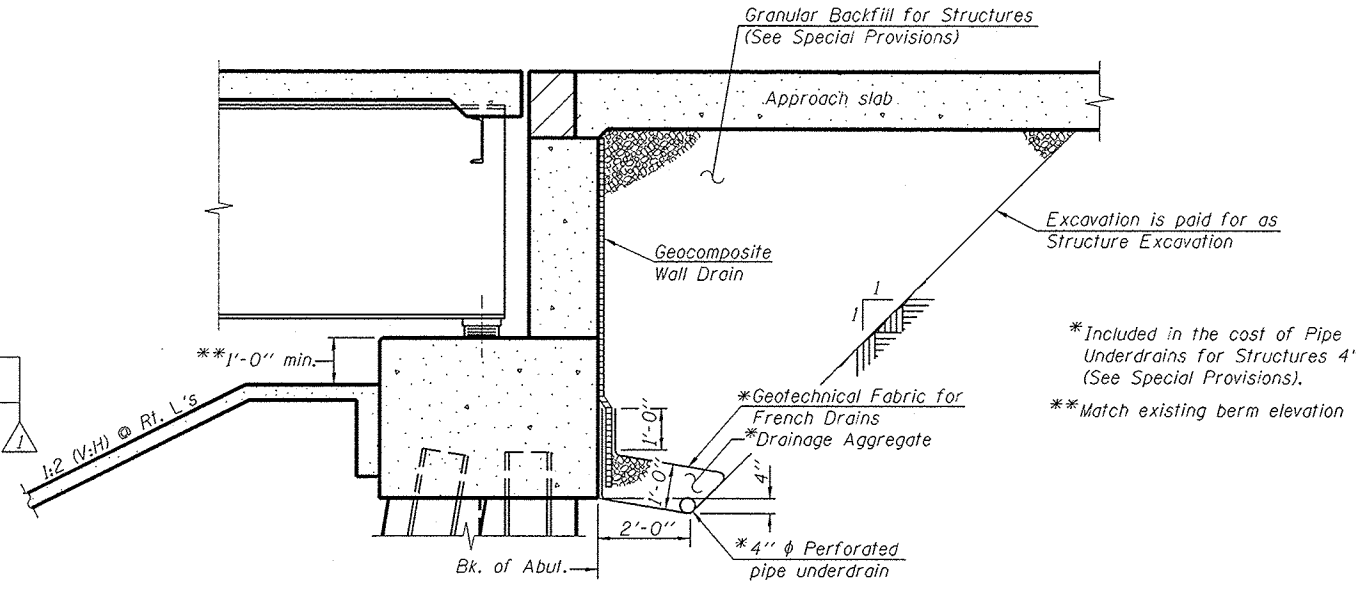 Granular Backfill for Structures
(See Special Provisions)
Approach slab
Excavation is paid for as
Structure Excavation
Geocomposite
Wall Drain
1
1
**1'-0" min.
*Included in the cost of Pipe
Underdrains for Structures 4"
(See Special Provisions).
**Match existing berm elevation
1:2 (V:H) @ Rt. L's
1
*Geotechnical Fabric for
French Drains
*Drainage Aggregate
1'-0"
1'-0"
4"
2'-0"
Bk. of Abut.
*4" ϕ Perforated
pipe underdrain